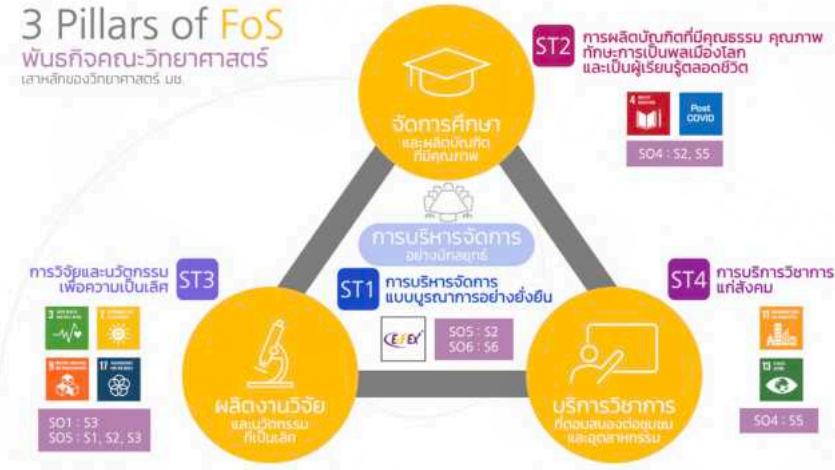 3 Pillars of FoS
พันธกิจคณะวิทยาศาสตร์
เสาหลักของวิทยาศาสตร์ มช.
จัดการศึกษา
และผลิตบัณฑิต
ที่มีคุณภาพ
ST2
การผลิตบัณฑิตที่มีคุณธรรม คุณภาพ
ทักษะการเป็นพลเมืองโลก
และเป็นผู้เรียนรู้ตลอดชีวิต
4
Post
COVID
SO4 : S2, S5
การบริหารจัดการ
อย่างมีกลยุทธ์
ST1
การบริหารจัดการ
แบบบูรณาการอย่างยั่งยืน
SO5 : S2
SO6 : S6
การวิจัยและนวัตกรรม
เพื่อความเป็นเลิศ
ST3
3
7
9
17
SO1 : S3
SO5 : S1, S2, S3
ผลิตงานวิจัย
และนวัตกรรม
ที่เป็นเลิศ
บริการวิชาการ
ที่ตอบสนองต่อชุมชน
และอุตสาหกรรม
ST4
การบริการวิชาการ
แก่สังคม
11
13
SO4 : S5